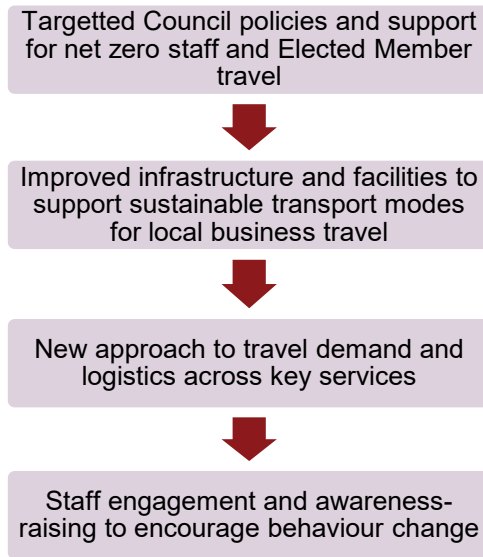 Targetted Council policies and support
for net zero staff and Elected Member
travel
Improved infrastructure and facilities to
support sustainable transport modes
for local business travel
New approach to travel demand and
logistics across key services
Staff engagement and awareness-
raising to encourage behaviour change